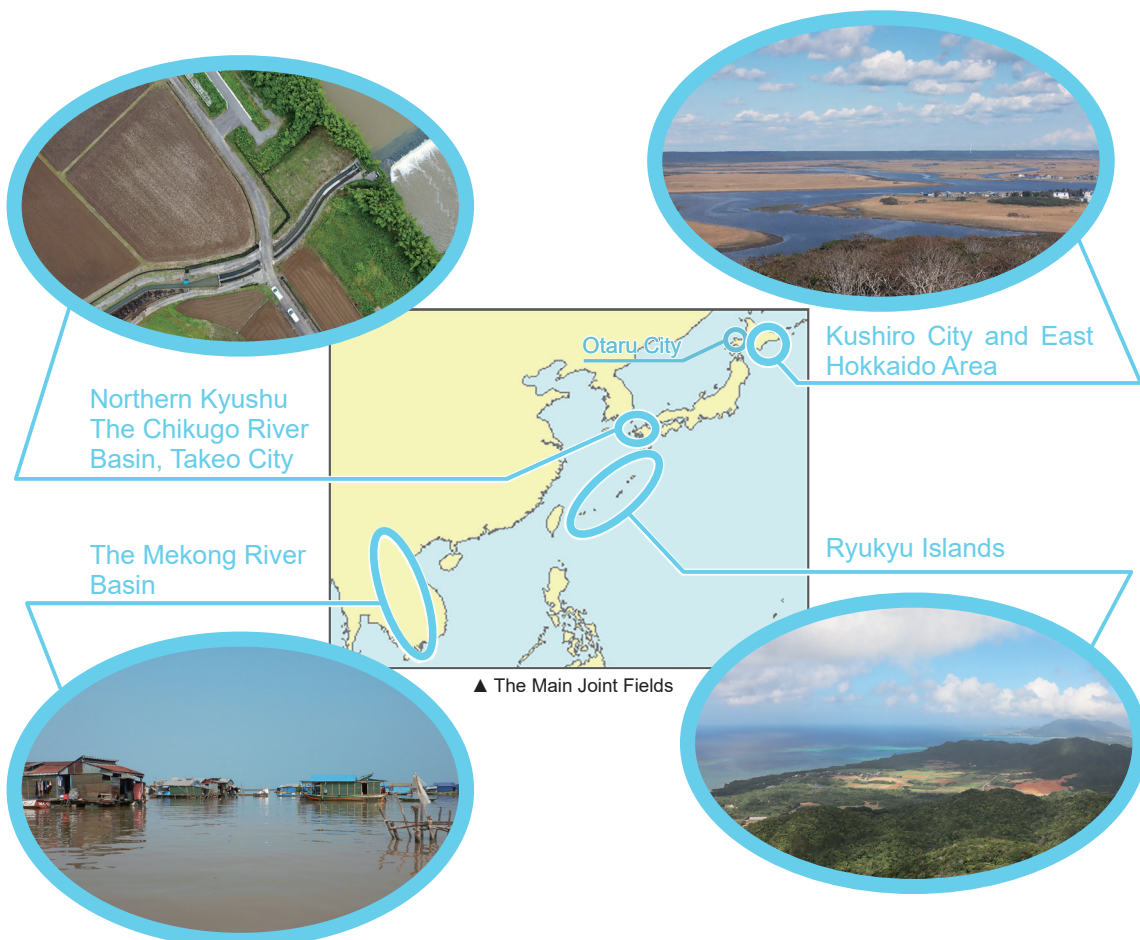 Otaru City
Kushiro City and East
Hokkaido Area
Northern Kyushu
The Chikugo River
Basin, Takeo City
The Mekong River
Basin
Ryukyu Islands
▲ The Main Joint Fields